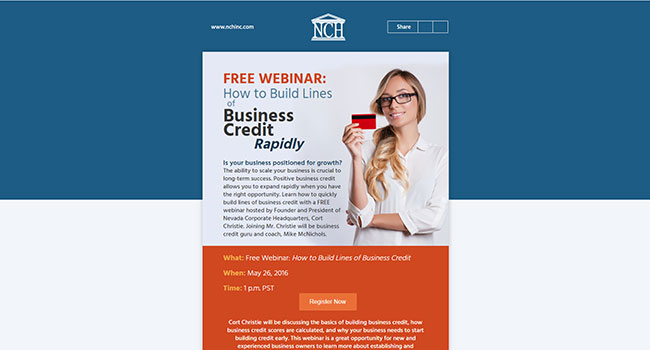 www.nchinc.com
NCH
Share
FREE WEBINAR:
How to Build Lines
of
Business
Credit
Rapidly
Is your business positioned for growth?
The ability to scale your business is crucial to
long-term success. Positive business credit
allows you to expand rapidly when you have
the right opportunity. Learn how to quickly
build lines of business credit with a FREE
webinar hosted by Founder and President of
Nevada Corporate Headquarters, Cort
Christie. Joining Mr. Christie will be business
credit guru and coach, Mike McNichols.
What: Free Webinar: How to Build Lines of Business Credit
When: May 26, 2016
Time: 1 p.m. PST
Register Now
Cort Christie will be discussing the basics of building business credit, how
business credit scores are calculated, and why your business needs to start
building credit early. This webinar is a great opportunity for new and
experienced business owners to learn more about establishing and